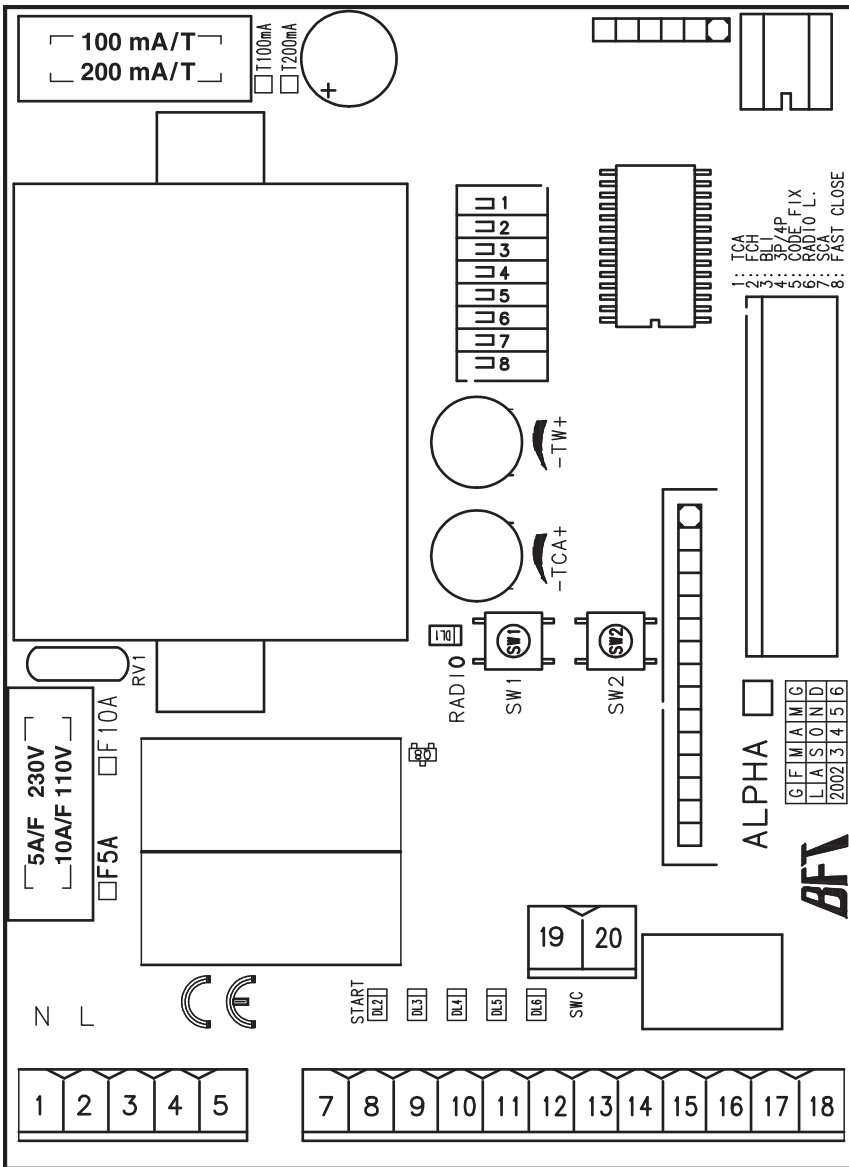 100 mA/T
200 mA/T
T100mA
T200mA
+
1
2
3
4
5
6
7
8
1: TCA
2: FCH
3: BLI
4: 3P/4P
5: CODE FIX
6: RADIO L.
7: SCA
8: FAST CLOSE
-TW+
-TCA+
DL1
RADIO
SW1
SW1
SW2
SW2
RV1
5A/F 230V
10A/F 110V
F10A
F5A
08
ALPHA
G F M A M G
L A S O N D
2002 3 4 5 6
BFT
19 20
N L
CE
START
DL2 DL3 DL4 DL5 DL6
SWC
1 2 3 4 5
7 8 9 10 11 12 13 14 15 16 17 18